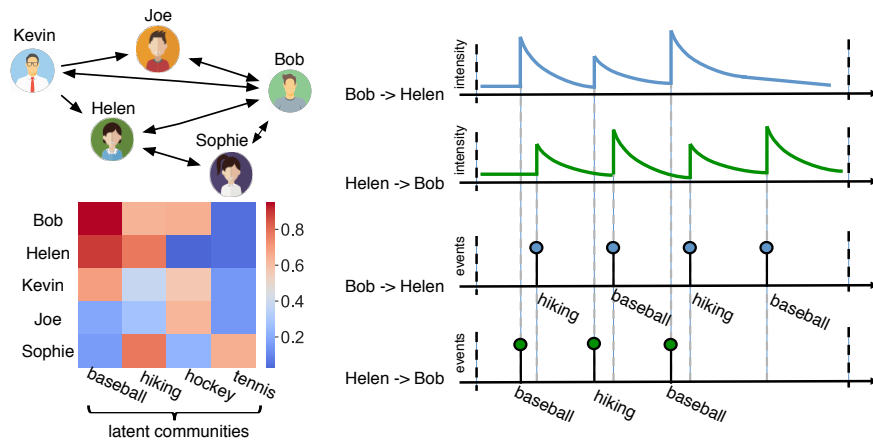 Joe
Kevin
Bob
Helen
Sophie
Bob
Helen
Kevin
Joe
Sophie
0.8
0.6
0.4
0.2
baseball
hiking
hockey
tennis
latent communities
intensity
Bob -> Helen
intensity
Helen -> Bob
events
Bob -> Helen
hiking
baseball
hiking
baseball
events
Helen -> Bob
baseball
hiking
baseball